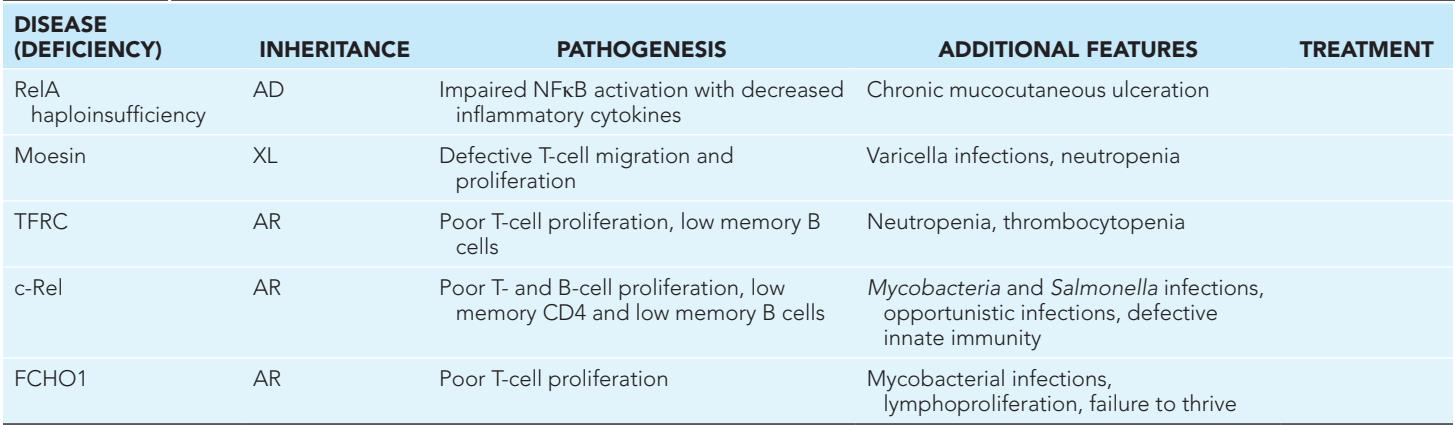 DISEASE
(DEFICIENCY) INHERITANCE PATHOGENESIS ADDITIONAL FEATURES TREATMENT
RelA AD Impaired NFκB activation with decreased Chronic mucocutaneous ulceration
haploinsufficiency inflammatory cytokines
Moesin XL Defective T-cell migration and Varicella infections, neutropenia
proliferation
TFRC AR Poor T-cell proliferation, low memory B Neutropenia, thrombocytopenia
cells
c-Rel AR Poor T- and B-cell proliferation, low Mycobacteria and Salmonella infections,
memory CD4 and low memory B cells opportunistic infections, defective
innate immunity
FCHO1 AR Poor T-cell proliferation Mycobacterial infections,
lymphoproliferation, failure to thrive